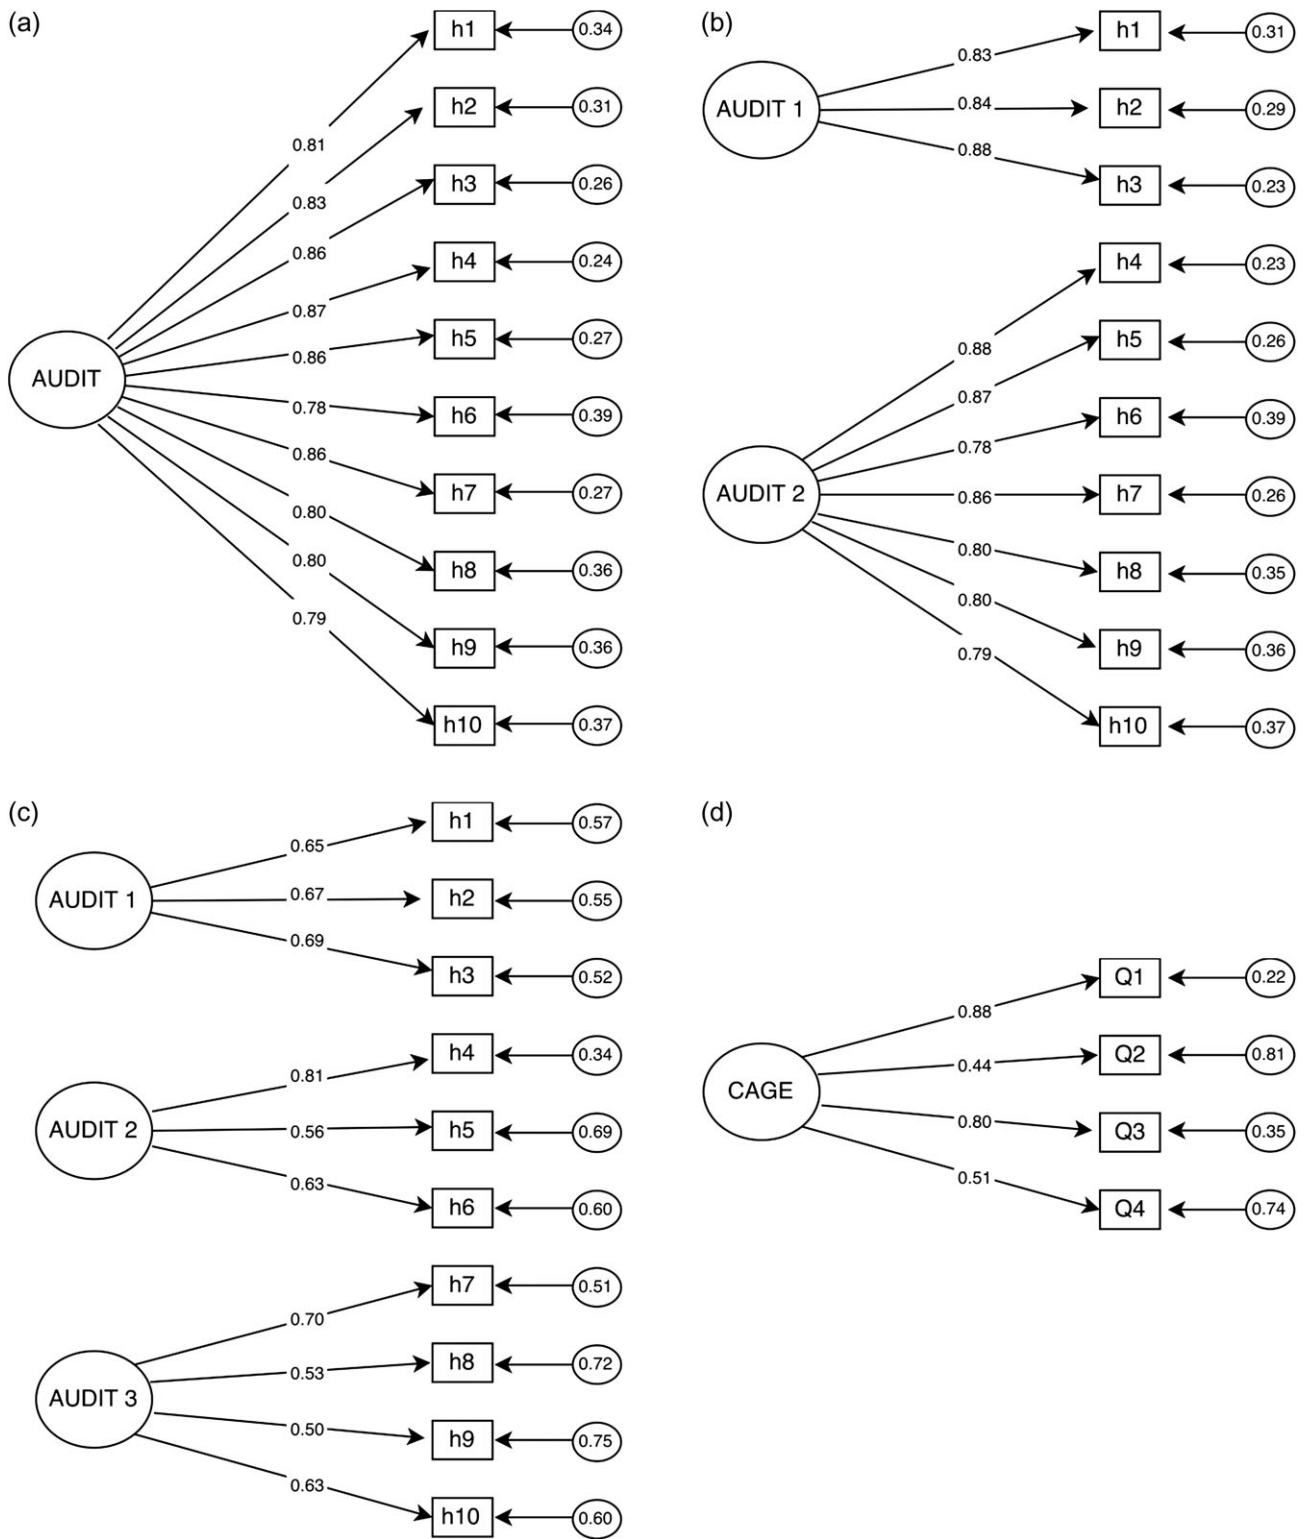 (a)
AUDIT
0.81
0.83
0.86
0.87
0.86
0.78
0.86
0.80
0.80
0.79
h1 0.34
h2 0.31
h3 0.26
h4 0.24
h5 0.27
h6 0.39
h7 0.27
h8 0.36
h9 0.36
h10 0.37
(b)
AUDIT 1
0.83
0.84
0.88
h1 0.31
h2 0.29
h3 0.23
AUDIT 2
0.88
0.87
0.78
0.86
0.80
0.80
0.79
h4 0.23
h5 0.26
h6 0.39
h7 0.26
h8 0.35
h9 0.36
h10 0.37
(c)
AUDIT 1
0.65
0.67
0.69
h1 0.57
h2 0.55
h3 0.52
AUDIT 2
0.81
0.56
0.63
h4 0.34
h5 0.69
h6 0.60
AUDIT 3
0.70
0.53
0.50
0.63
h7 0.51
h8 0.72
h9 0.75
h10 0.60
(d)
CAGE
0.88
0.44
0.80
0.51
Q1 0.22
Q2 0.81
Q3 0.35
Q4 0.74